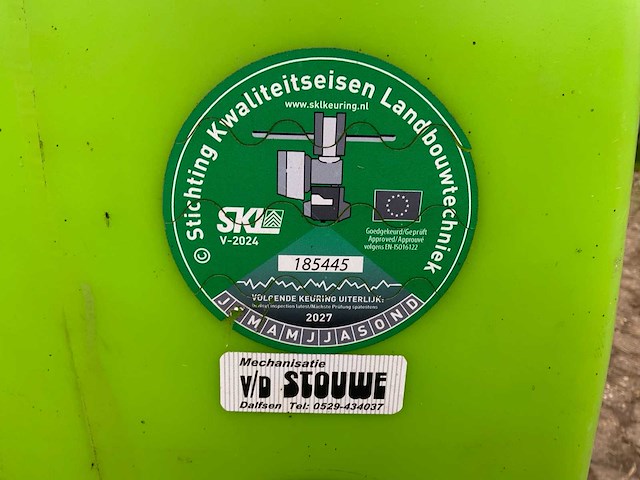 © Stichting Kwaliteitseisen Landbouwtechniek
www.sklkeuring.nl
SKL
V-2024
Goedgekeurd/Geprüft
Approved/Approuvé
volgens EN-ISO16122
185445
VOLGENDE KEURING UITERLIJK:
2027
J F M A M J J A S O N D
Mechanisatie
v/D STOUWE
Dalfsen Tel: 0529-434037